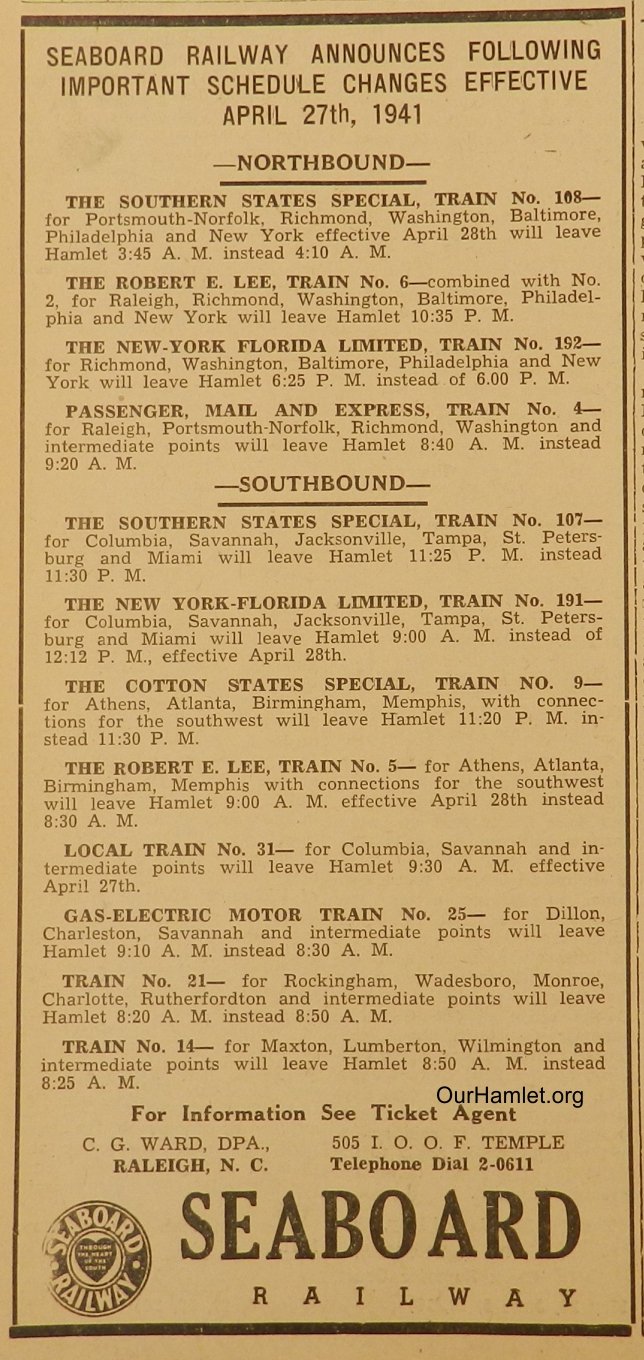 SEABOARD RAILWAY ANNOUNCES FOLLOWING
IMPORTANT SCHEDULE CHANGES EFFECTIVE
APRIL 27th, 1941
—NORTHBOUND—
THE SOUTHERN STATES SPECIAL, TRAIN No. 108—
for Portsmouth-Norfolk, Richmond, Washington, Baltimore,
Philadelphia and New York effective April 28th will leave
Hamlet 3:45 A. M. instead 4:10 A. M.
THE ROBERT E. LEE, TRAIN No. 6—combined with No.
2, for Raleigh, Richmond, Washington, Baltimore, Philadel-
phia and New York will leave Hamlet 10:35 P. M.
THE NEW-YORK FLORIDA LIMITED, TRAIN No. 192—
for Richmond, Washington, Baltimore, Philadelphia and New
York will leave Hamlet 6:25 P. M. instead of 6.00 P. M.
PASSENGER, MAIL AND EXPRESS, TRAIN No. 4—
for Raleigh, Portsmouth-Norfolk, Richmond, Washington and
intermediate points will leave Hamlet 8:40 A. M. instead
9:20 A. M.
—SOUTHBOUND—
THE SOUTHERN STATES SPECIAL, TRAIN No. 107—
for Columbia, Savannah, Jacksonville, Tampa, St. Peters-
burg and Miami will leave Hamlet 11:25 P. M. instead
11:30 P. M.
THE NEW YORK-FLORIDA LIMITED, TRAIN No. 191—
for Columbia, Savannah, Jacksonville, Tampa, St. Peters-
burg and Miami will leave Hamlet 9:00 A. M. instead of
12:12 P. M., effective April 28th.
THE COTTON STATES SPECIAL, TRAIN NO. 9—
for Athens, Atlanta, Birmingham, Memphis, with connec-
tions for the southwest will leave Hamlet 11:20 P. M. in-
stead 11:30 P. M.
THE ROBERT E. LEE, TRAIN No. 5— for Athens, Atlanta,
Birmingham, Memphis with connections for the southwest
will leave Hamlet 9:00 A. M. effective April 28th instead
8:30 A. M.
LOCAL TRAIN No. 31— for Columbia, Savannah and in-
termediate points will leave Hamlet 9:30 A. M. effective
April 27th.
GAS-ELECTRIC MOTOR TRAIN No. 25— for Dillon,
Charleston, Savannah and intermediate points will leave
Hamlet 9:10 A. M. instead 8:30 A. M.
TRAIN No. 21— for Rockingham, Wadesboro, Monroe,
Charlotte, Rutherfordton and intermediate points will leave
Hamlet 8:20 A. M. instead 8:50 A. M.
TRAIN No. 14— for Maxton, Lumberton, Wilmington and
intermediate points will leave Hamlet 8:50 A. M. instead
8:25 A. M.
OurHamlet.org
For Information See Ticket Agent
C. G. WARD, DPA., 505 I. O. O. F. TEMPLE
RALEIGH, N. C. Telephone Dial 2-0611
SEABOARD
THROUGH
THE HEART
OF THE
SOUTH
RAILWAY
SEABOARD
RAILWAY